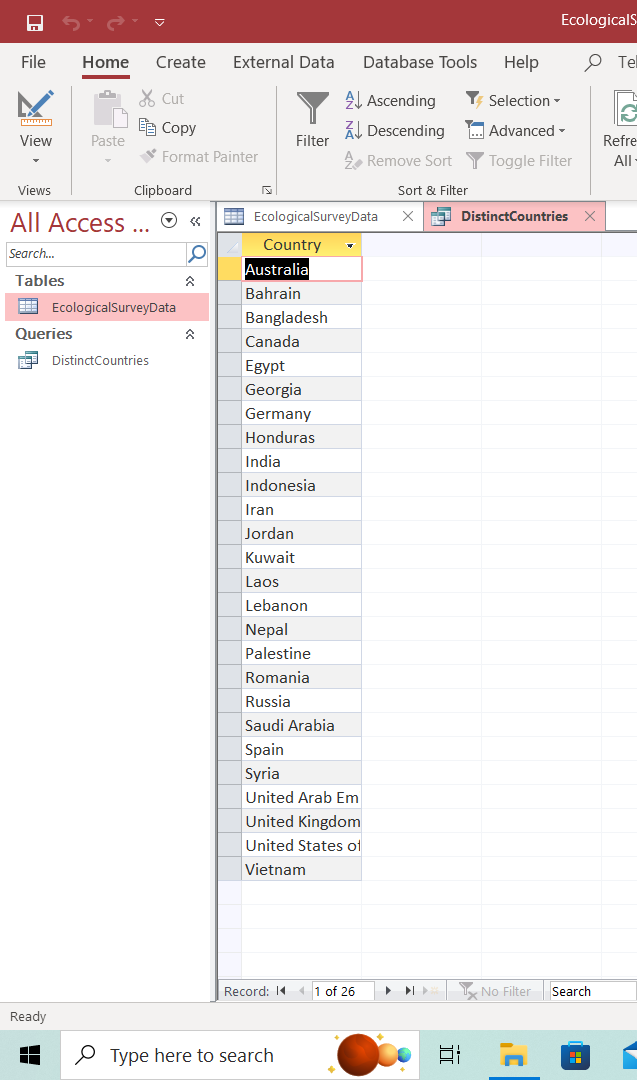 EcologicalS
File Home Create External Data Database Tools Help Te
View
Paste
Cut
Copy
Format Painter
Filter
Ascending
Descending
Remove Sort
Selection
Advanced
Toggle Filter
Refre
All
Views Clipboard Sort & Filter
All Access ...
Search...
Tables
EcologicalSurveyData
Queries
DistinctCountries
EcologicalSurveyData DistinctCountries
Country
Australia
Bahrain
Bangladesh
Canada
Egypt
Georgia
Germany
Honduras
India
Indonesia
Iran
Jordan
Kuwait
Laos
Lebanon
Nepal
Palestine
Romania
Russia
Saudi Arabia
Spain
Syria
United Arab Em
United Kingdom
United States of
Vietnam
Record: 1 of 26 No Filter Search
Ready
Type here to search